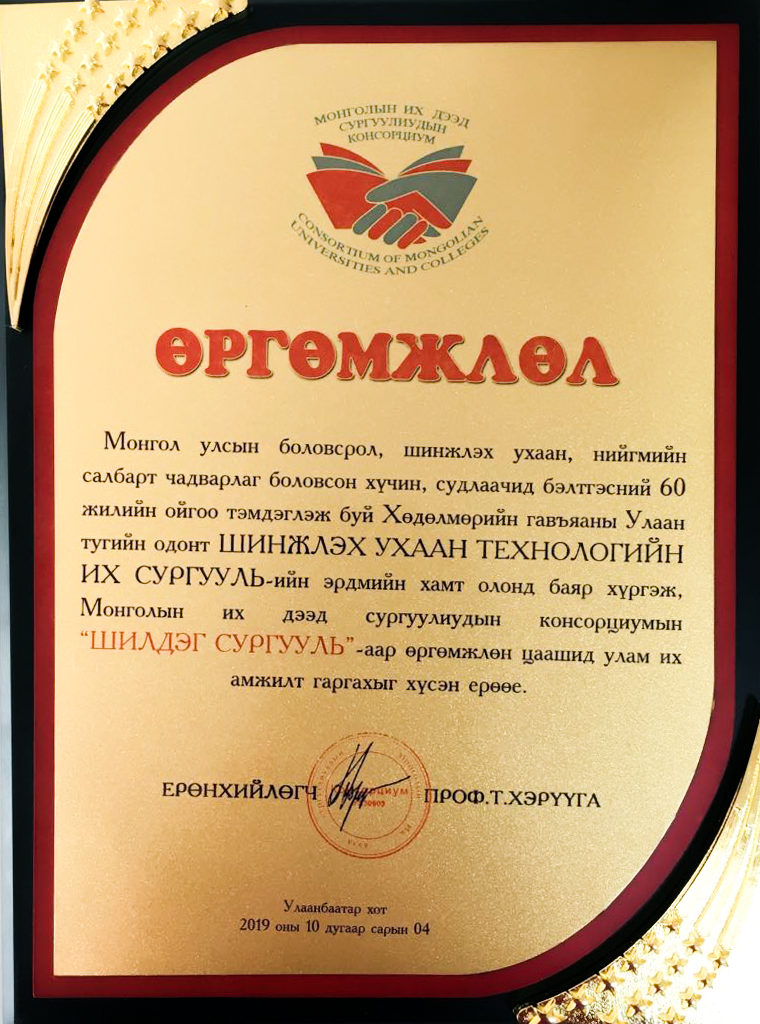 МОНГОЛЫН ИХ ДЭЭД
СУРГУУЛИУДЫН
КОНСОРЦИУМ
CONSORTIUM OF MONGOLIAN
UNIVERSITIES AND COLLEGES
ӨРГӨМЖЛӨЛ
Монгол улсын боловсрол, шинжлэх ухаан, нийгмийн
салбарт чадварлаг боловсон хүчин, судлаачид бэлтгэсний 60
жилийн ойгоо тэмдэглэж буй Хөдөлмөрийн гавъяаны Улаан
тугийн одонт ШИНЖЛЭХ УХААН ТЕХНОЛОГИЙН
ИХ СУРГУУЛЬ-ийн эрдмийн хамт олонд баяр хүргэж,
Монголын их дээд сургуулиудын консорциумын
“ШИЛДЭГ СУРГУУЛЬ”-аар өргөмжлөн цаашид улам их
амжилт гаргахыг хүсэн ерөөе.
ЕРӨНХИЙЛӨГЧ ПРОФ.Т.ХЭРҮҮГА
Улаанбаатар хот
2019 оны 10 дугаар сарын 04